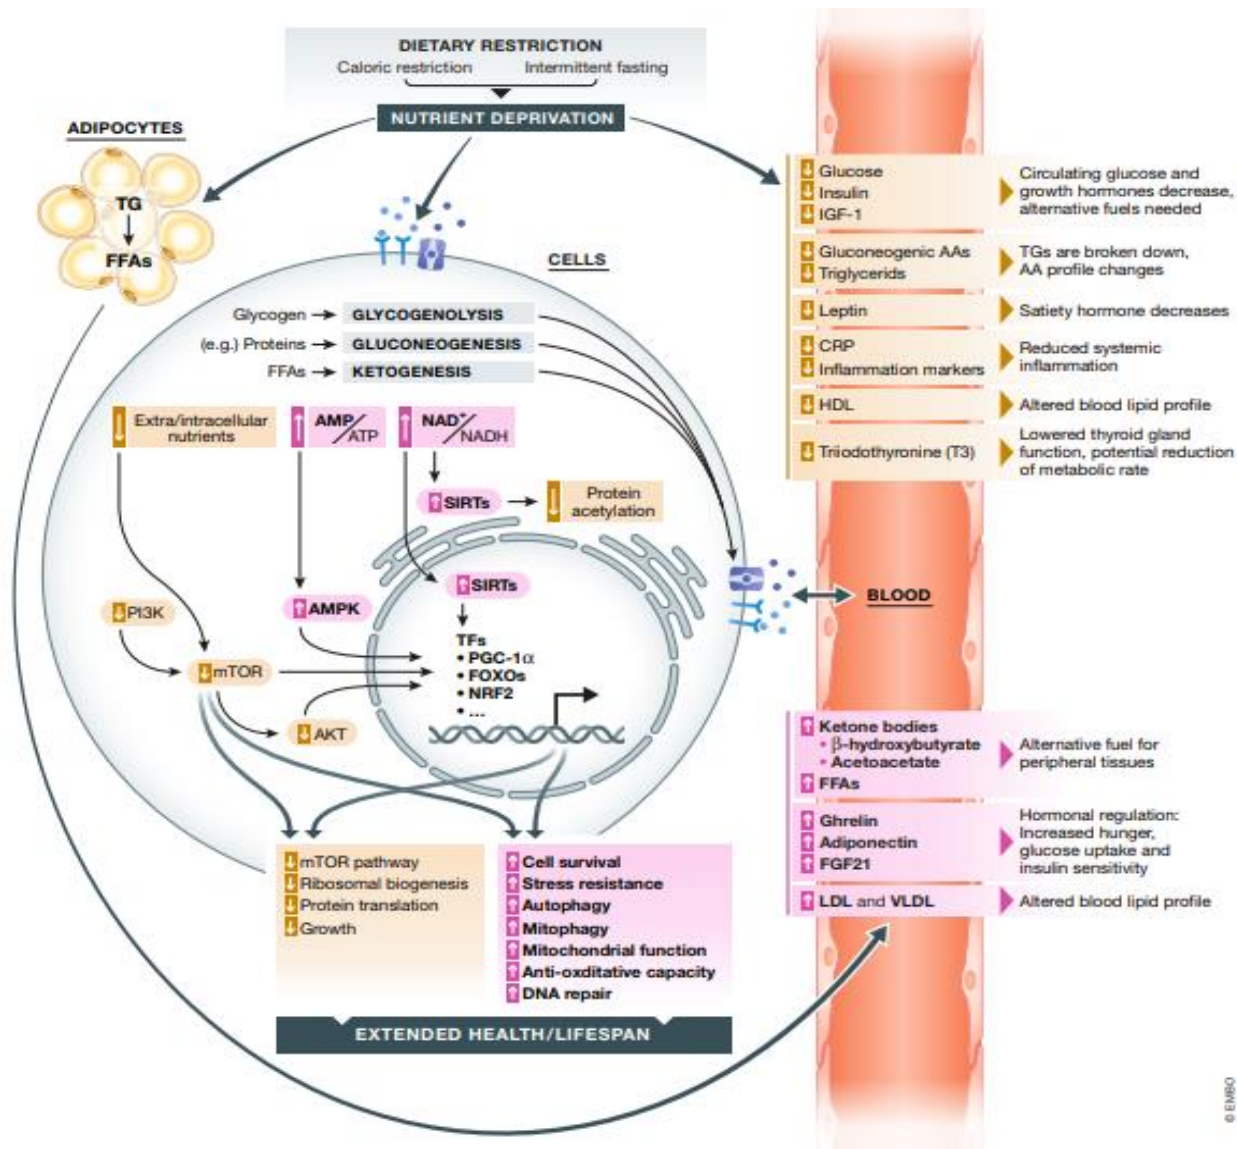 DIETARY RESTRICTION
Caloric restriction Intermittent fasting
NUTRIENT DEPRIVATION
ADIPOCYTES
TG
FFAs
CELLS
Glycogen GLYCOGENOLYSIS
(e.g.) Proteins GLUCONEOGENESIS
FFAs KETOGENESIS
Extra/intracellular
nutrients
AMP/ATP
NAD+/NADH
SIRTs
Protein
acetylation
SIRTs
AMPK
PI3K
mTOR
AKT
TFs
• PGC-1α
• FOXOs
• NRF2
• ...
mTOR pathway
Ribosomal biogenesis
Protein translation
Growth
Cell survival
Stress resistance
Autophagy
Mitophagy
Mitochondrial function
Anti-oxditative capacity
DNA repair
EXTENDED HEALTH/LIFESPAN
Glucose
Insulin
IGF-1
Circulating glucose and
growth hormones decrease,
alternative fuels needed
Gluconeogenic AAs
Triglycerids
TGs are broken down,
AA profile changes
Leptin
Satiety hormone decreases
CRP
Inflammation markers
Reduced systemic
inflammation
HDL
Altered blood lipid profile
Triiodothyronine (T3)
Lowered thyroid gland
function, potential reduction
of metabolic rate
BLOOD
Ketone bodies
• β-hydroxybutyrate
• Acetoacetate
FFAs
Alternative fuel for
peripheral tissues
Ghrelin
Adiponectin
FGF21
Hormonal regulation:
Increased hunger,
glucose uptake and
insulin sensitivity
LDL and VLDL
Altered blood lipid profile
© EMBO